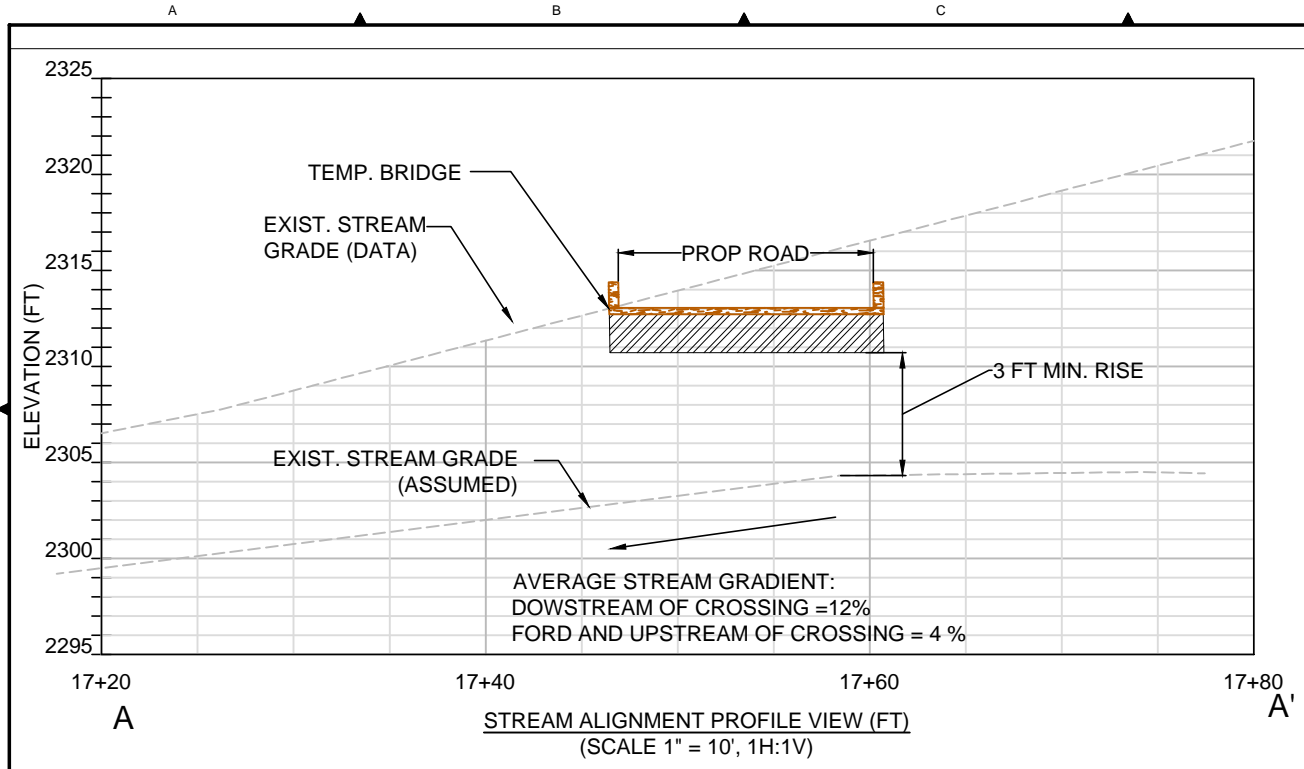 A B C
2325
2320
2315
2310
2305
2300
2295
ELEVATION (FT)
TEMP. BRIDGE
EXIST. STREAM
GRADE (DATA)
PROP ROAD
3 FT MIN. RISE
EXIST. STREAM GRADE
(ASSUMED)
AVERAGE STREAM GRADIENT:
DOWSTREAM OF CROSSING =12%
FORD AND UPSTREAM OF CROSSING = 4 %
17+20 17+40 17+60 17+80
A A'
STREAM ALIGNMENT PROFILE VIEW (FT)
(SCALE 1" = 10', 1H:1V)